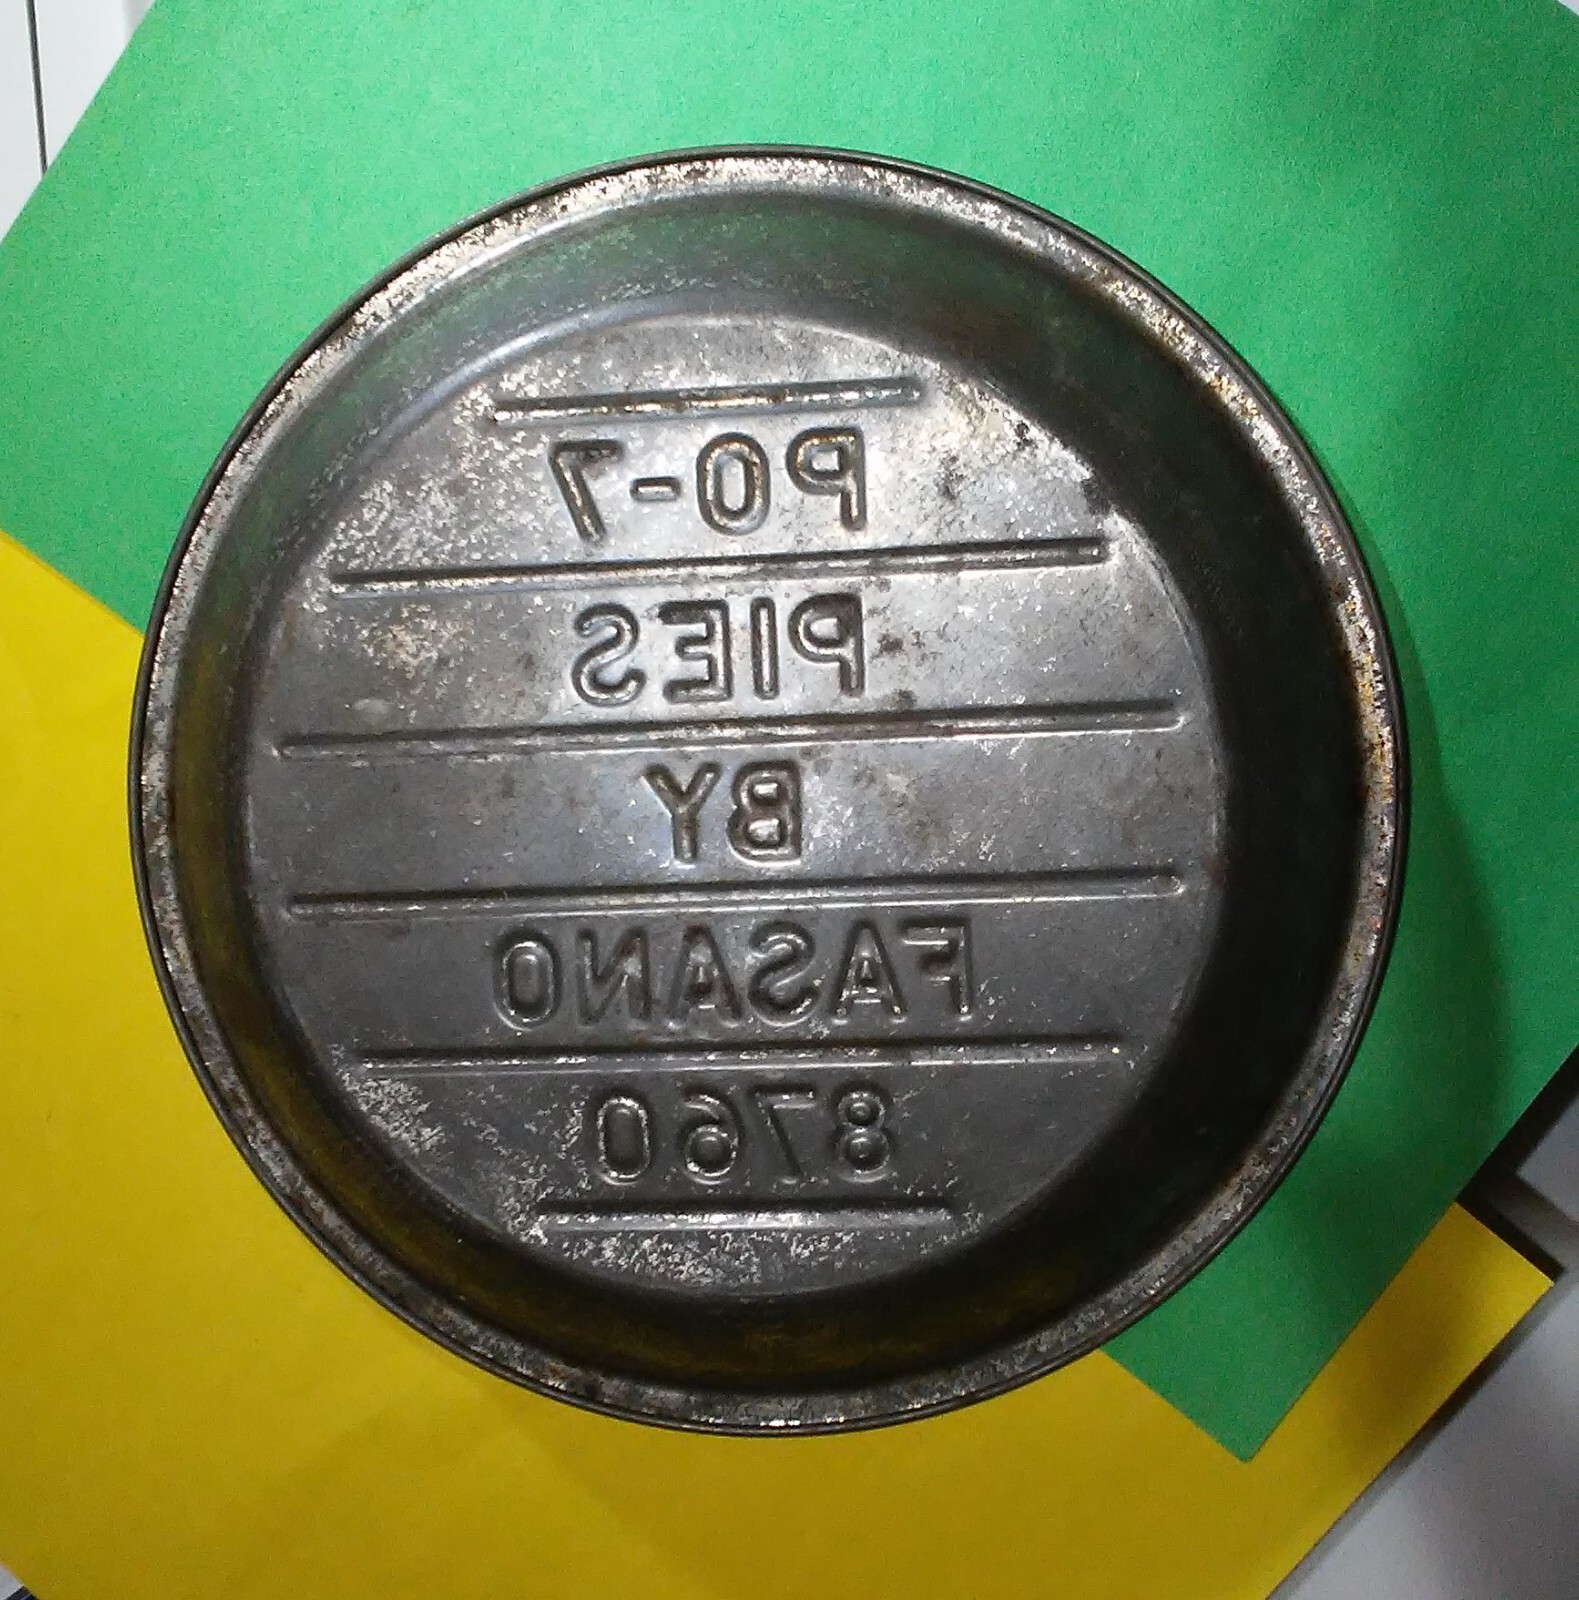 PO-7
PIES
BY
FASANO
8760